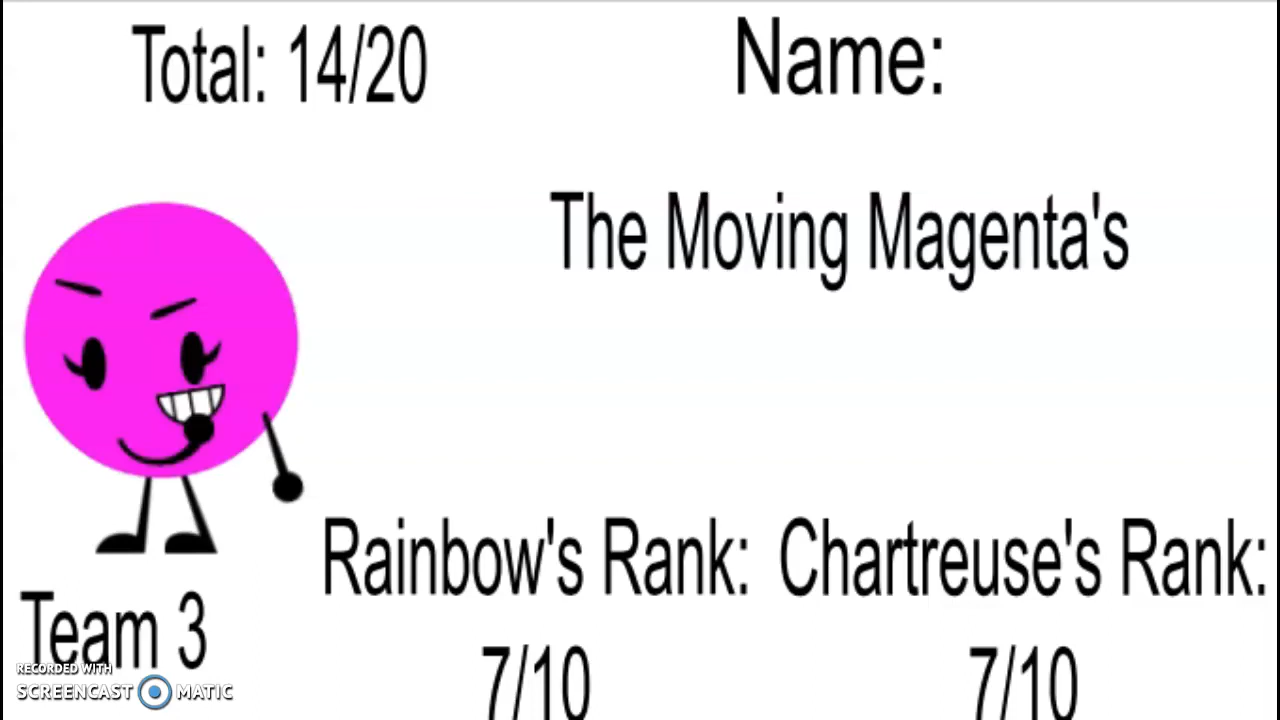 Total: 14/20
Name:
The Moving Magenta's
Rainbow's Rank:
Chartreuse's Rank:
Team 3
7/10
7/10
RECORDED WITH
SCREENCAST MATIC